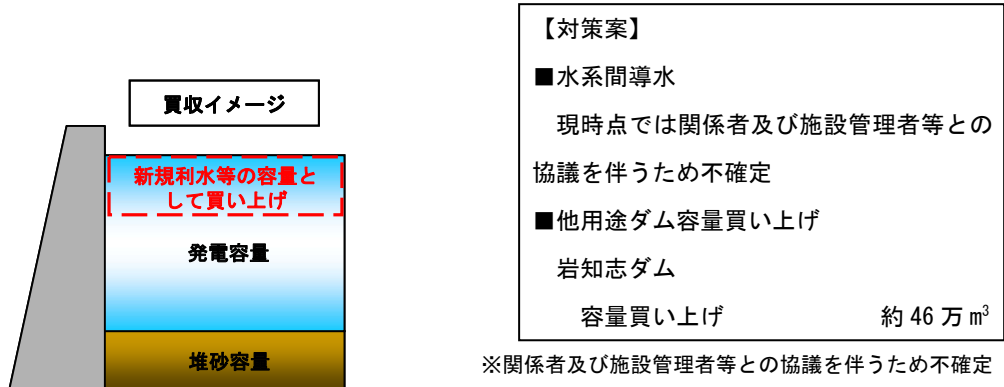 買収イメージ
新規利水等の容量と
して買い上げ
発電容量
堆砂容量
【対策案】
■水系間導水
現時点では関係者及び施設管理者等との
協議を伴うため不確定
■他用途ダム容量買い上げ
岩知志ダム
容量買い上げ 約 46 万 m³
※関係者及び施設管理者等との協議を伴うため不確定